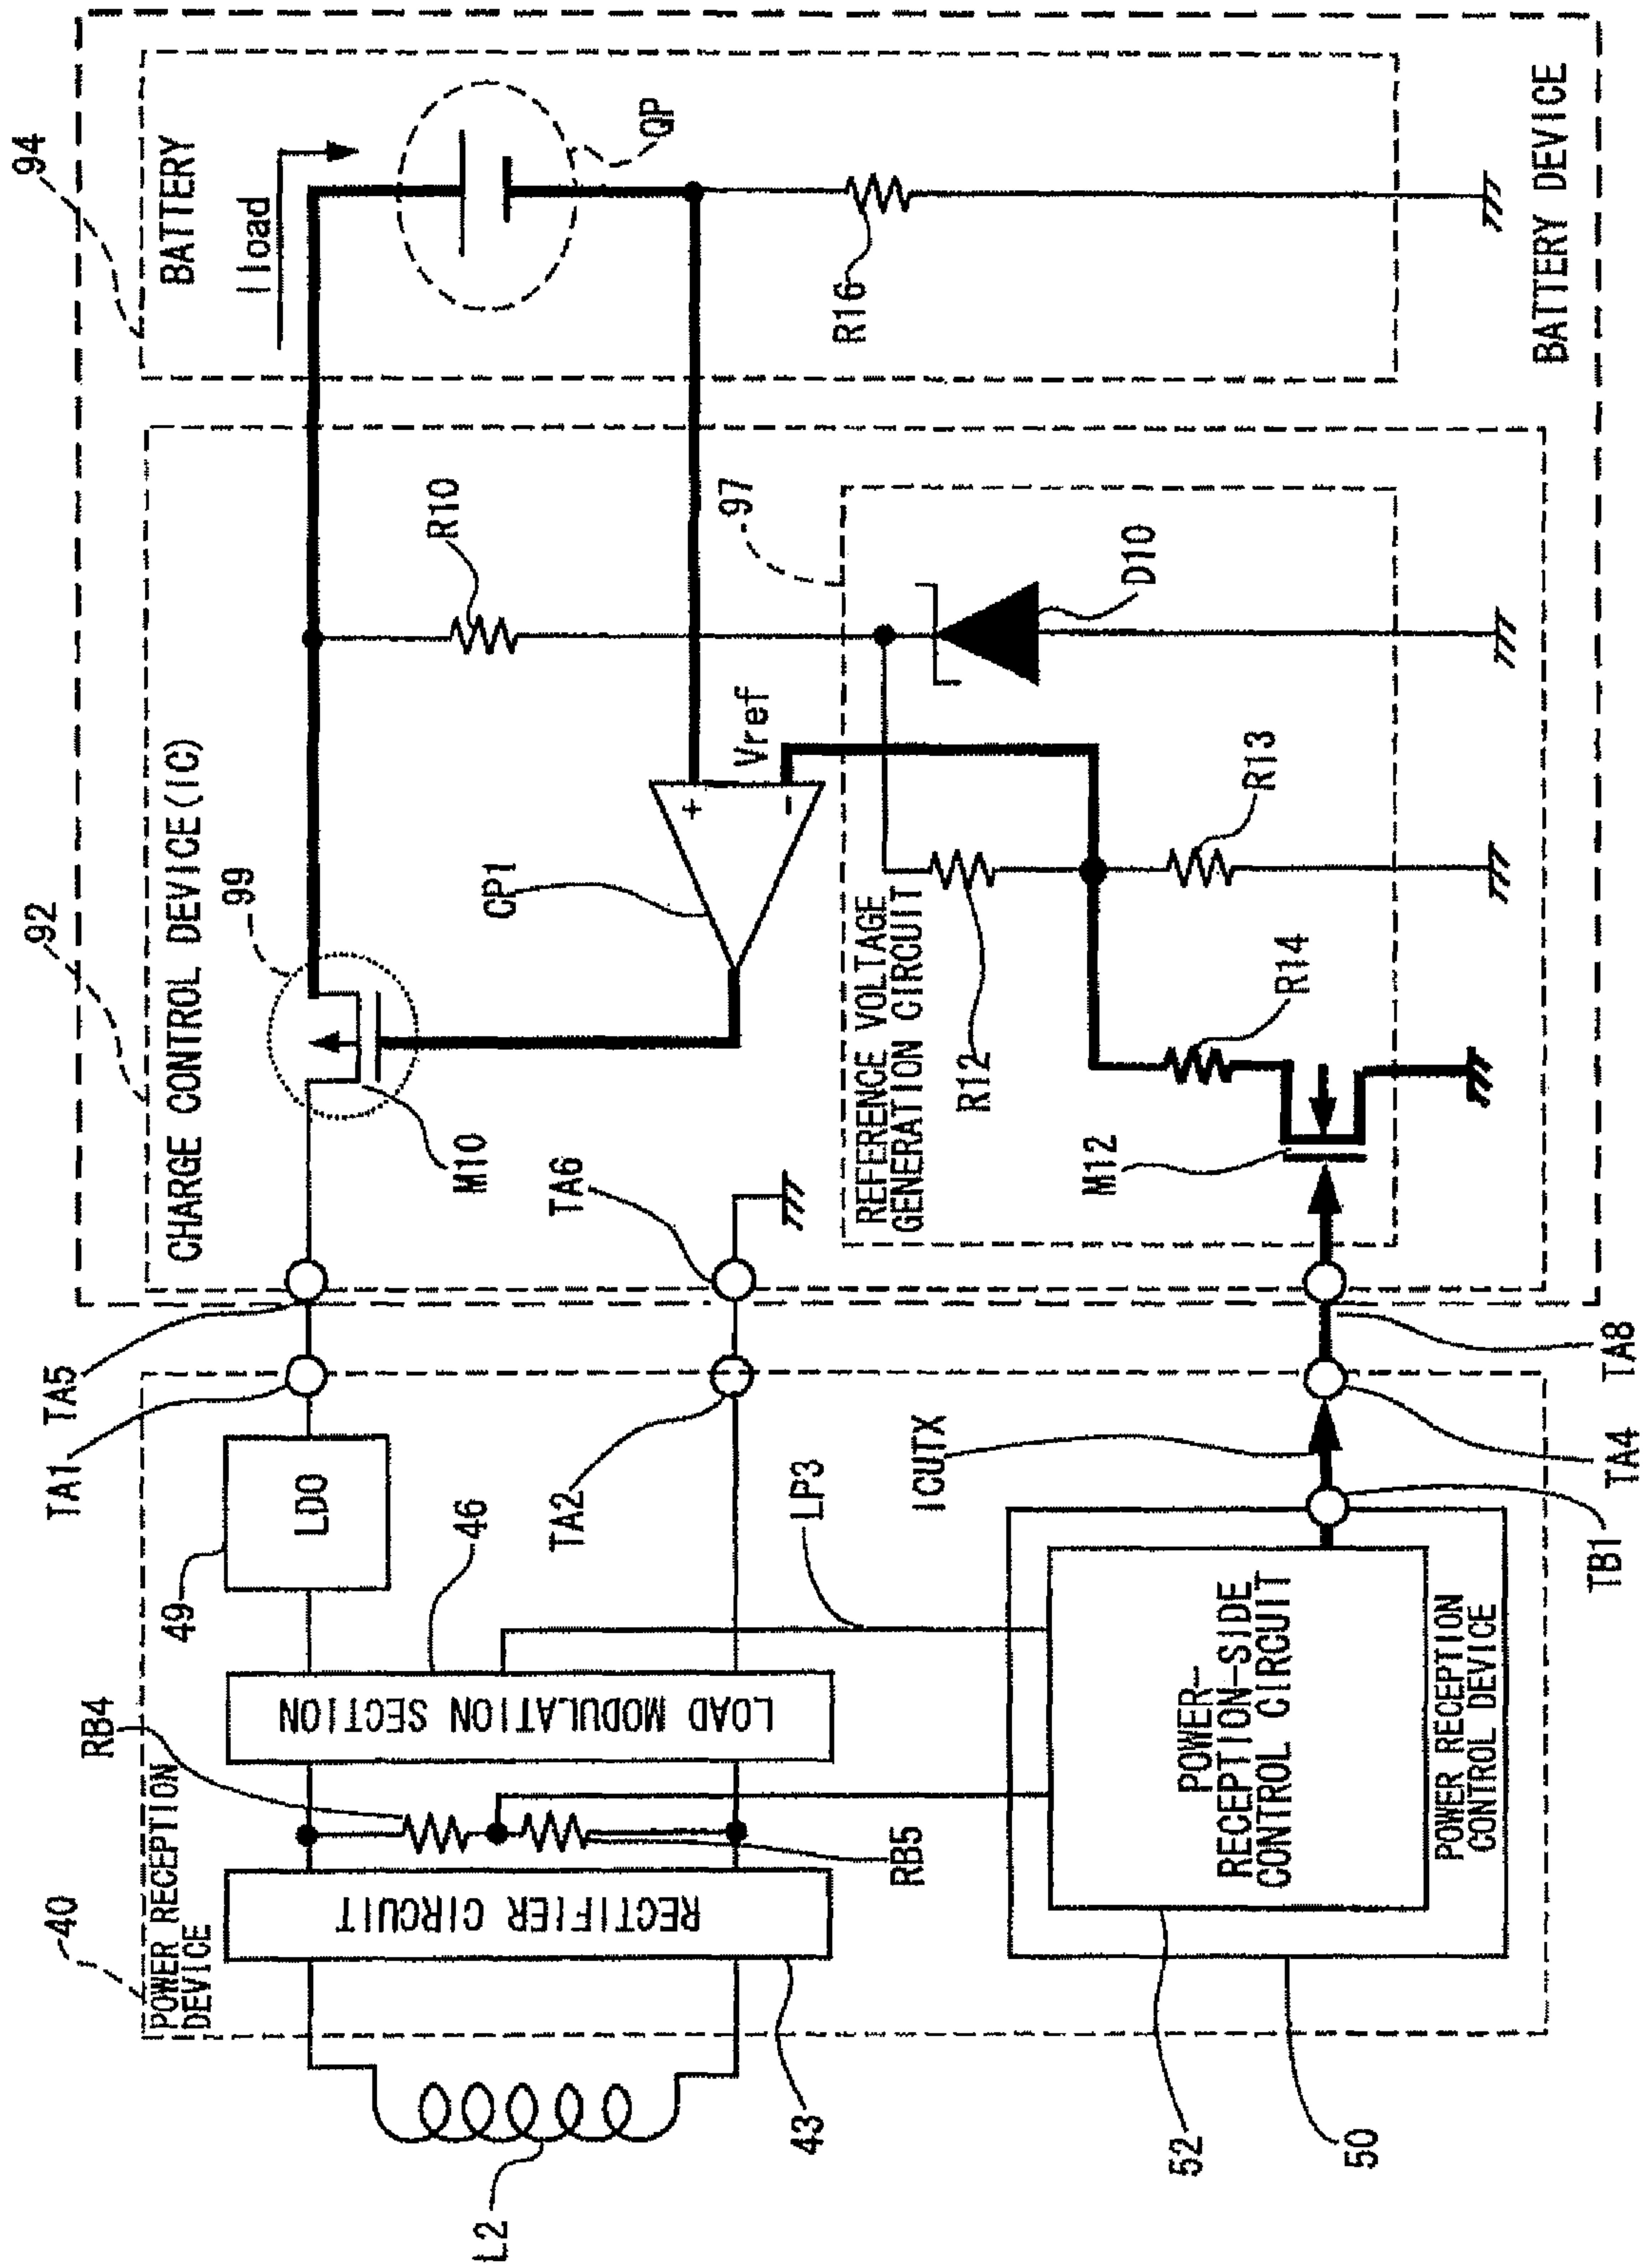 40
POWER RECEPTION
DEVICE
L2
RECTIFIER CIRCUIT
43
RB4
RB5
LOAD MODULATION SECTION
46
49
LDO
TA1
TA5
TA2
TA6
LP3
ICUTX
POWER-
RECEPTION-SIDE
CONTROL CIRCUIT
POWER RECEPTION
CONTROL DEVICE
52
50
TB1
TA4
TA8
92
CHARGE CONTROL DEVICE(IC)
99
M10
CP1
+
-
Vref
R10
97
REFERENCE VOLTAGE
GENERATION CIRCUIT
R12
R13
R14
M12
D10
94
BATTERY
Iload
QP
R16
BATTERY DEVICE